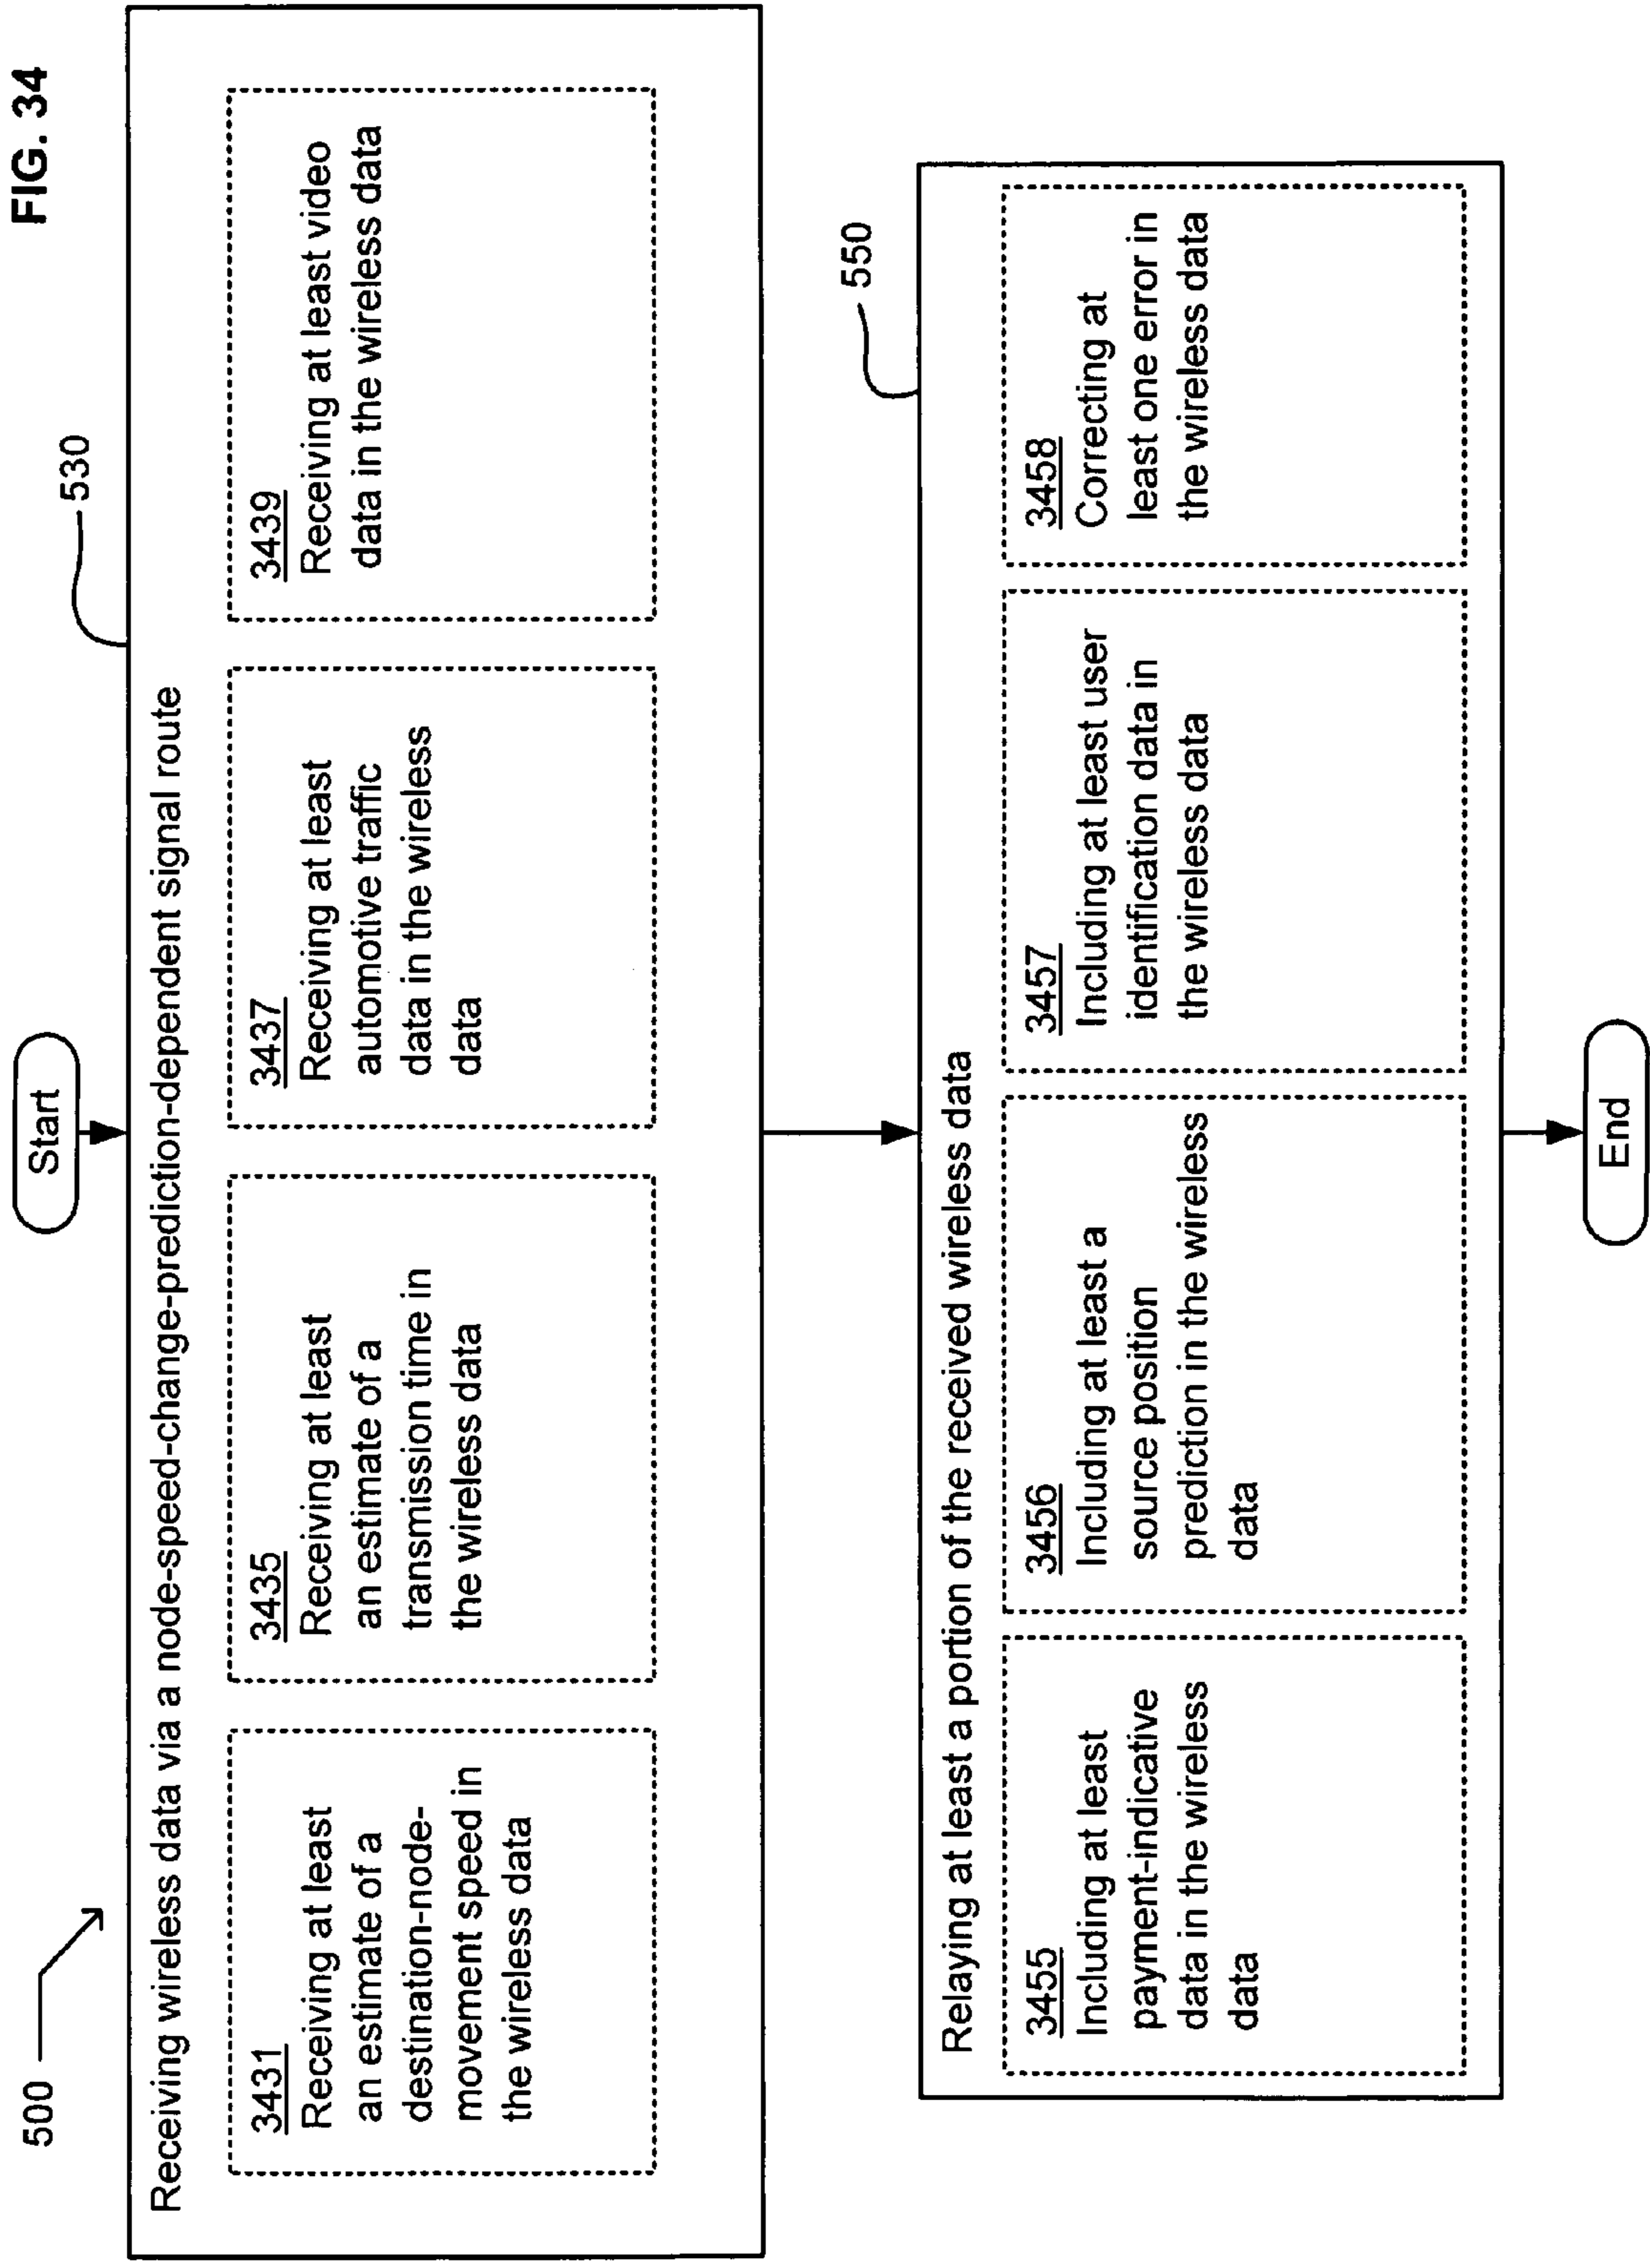 FIG. 34
500
Start
530
Receiving wireless data via a node-speed-change-prediction-dependent signal route
3431
Receiving at least
an estimate of a
destination-node-
movement speed in
the wireless data
3435
Receiving at least
an estimate of a
transmission time in
the wireless data
3437
Receiving at least
automotive traffic
data in the wireless
data
3439
Receiving at least video
data in the wireless data
550
Relaying at least a portion of the received wireless data
3455
Including at least
payment-indicative
data in the wireless
data
3456
Including at least a
source position
prediction in the wireless
data
3457
Including at least user
identification data in
the wireless data
3458
Correcting at
least one error in
the wireless data
End